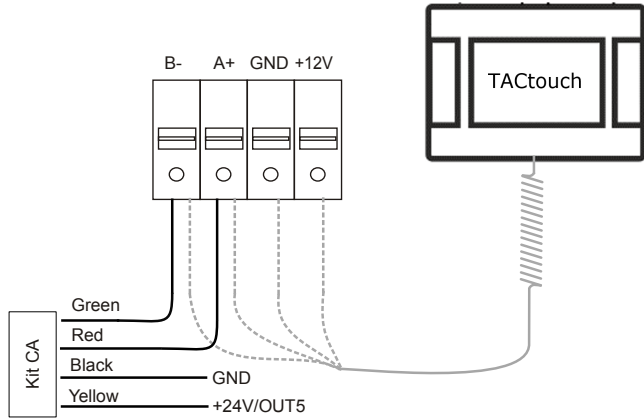 B- A+ GND +12V
TACtouch
Kit CA
Green
Red
Black
GND
Yellow
+24V/OUT5